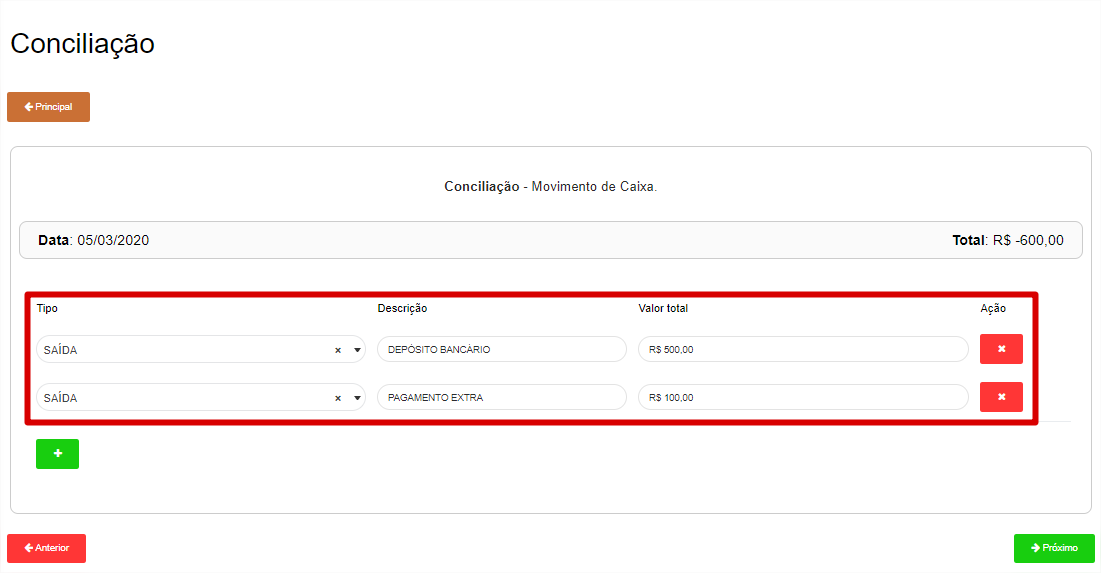 Conciliação
Principal
Conciliação - Movimento de Caixa.
Data: 05/03/2020 Total: R$ -600,00
Tipo Descrição Valor total Ação
SAÍDA × DEPÓSITO BANCÁRIO R$ 500,00
SAÍDA × PAGAMENTO EXTRA R$ 100,00
Anterior Próximo